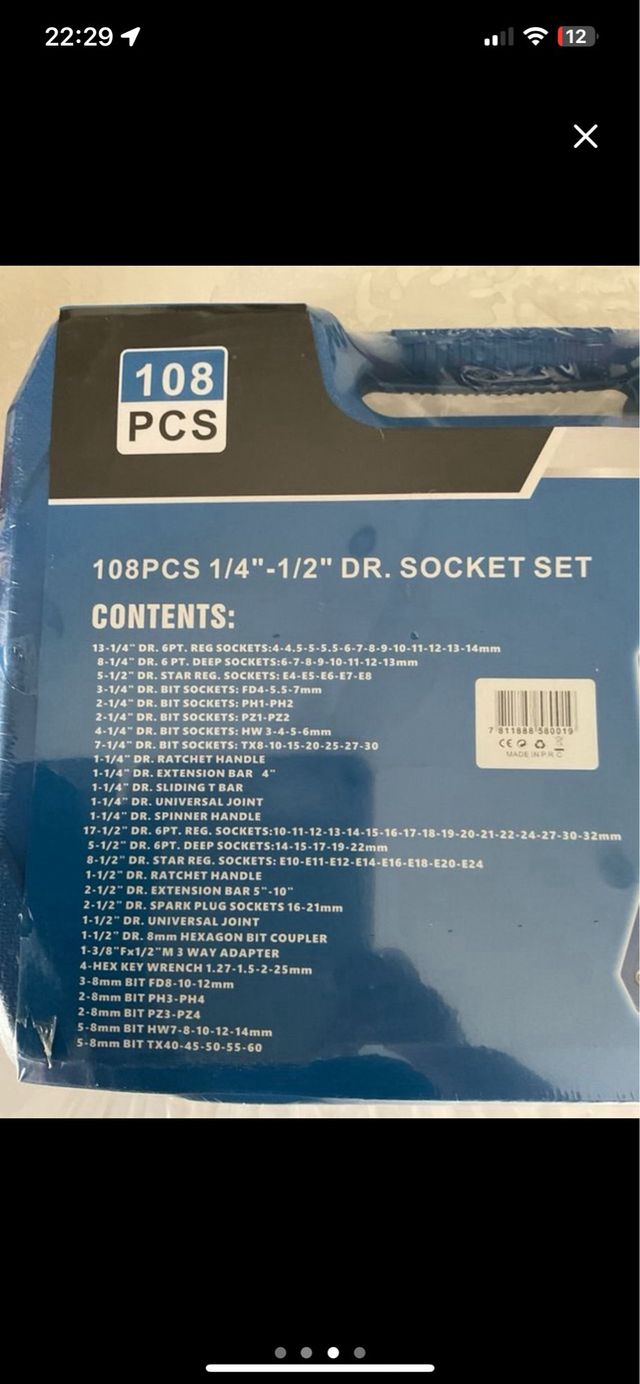 22:29
12
108
PCS
108PCS 1/4"-1/2" DR. SOCKET SET
CONTENTS:
13-1/4" DR. 6PT. REG SOCKETS:4-4.5-5-5.5-6-7-8-9-10-11-12-13-14mm
8-1/4" DR. 6 PT. DEEP SOCKETS:6-7-8-9-10-11-12-13mm
5-1/2" DR. STAR REG. SOCKETS: E4-E5-E6-E7-E8
3-1/4" DR. BIT SOCKETS: FD4-5.5-7mm
2-1/4" DR. BIT SOCKETS: PH1-PH2
2-1/4" DR. BIT SOCKETS: PZ1-PZ2
4-1/4" DR. BIT SOCKETS: HW 3-4-5-6mm
7-1/4" DR. BIT SOCKETS: TX8-10-15-20-25-27-30
1-1/4" DR. RATCHET HANDLE
1-1/4" DR. EXTENSION BAR 4"
1-1/4" DR. SLIDING T BAR
1-1/4" DR. UNIVERSAL JOINT
1-1/4" DR. SPINNER HANDLE
17-1/2" DR. 6PT. REG. SOCKETS:10-11-12-13-14-15-16-17-18-19-20-21-22-24-27-30-32mm
5-1/2" DR. 6PT. DEEP SOCKETS:14-15-17-19-22mm
8-1/2" DR. STAR REG. SOCKETS: E10-E11-E12-E14-E16-E18-E20-E24
1-1/2" DR. RATCHET HANDLE
2-1/2" DR. EXTENSION BAR 5"-10"
2-1/2" DR. SPARK PLUG SOCKETS 16-21mm
1-1/2" DR. UNIVERSAL JOINT
1-1/2" DR. 8mm HEXAGON BIT COUPLER
1-3/8"Fx1/2"M 3 WAY ADAPTER
4-HEX KEY WRENCH 1.27-1.5-2-25mm
3-8mm BIT FD8-10-12mm
2-8mm BIT PH3-PH4
2-8mm BIT PZ3-PZ4
5-8mm BIT HW7-8-10-12-14mm
5-8mm BIT TX40-45-50-55-60
7 811888 580019
CE
MADE IN P.R.C